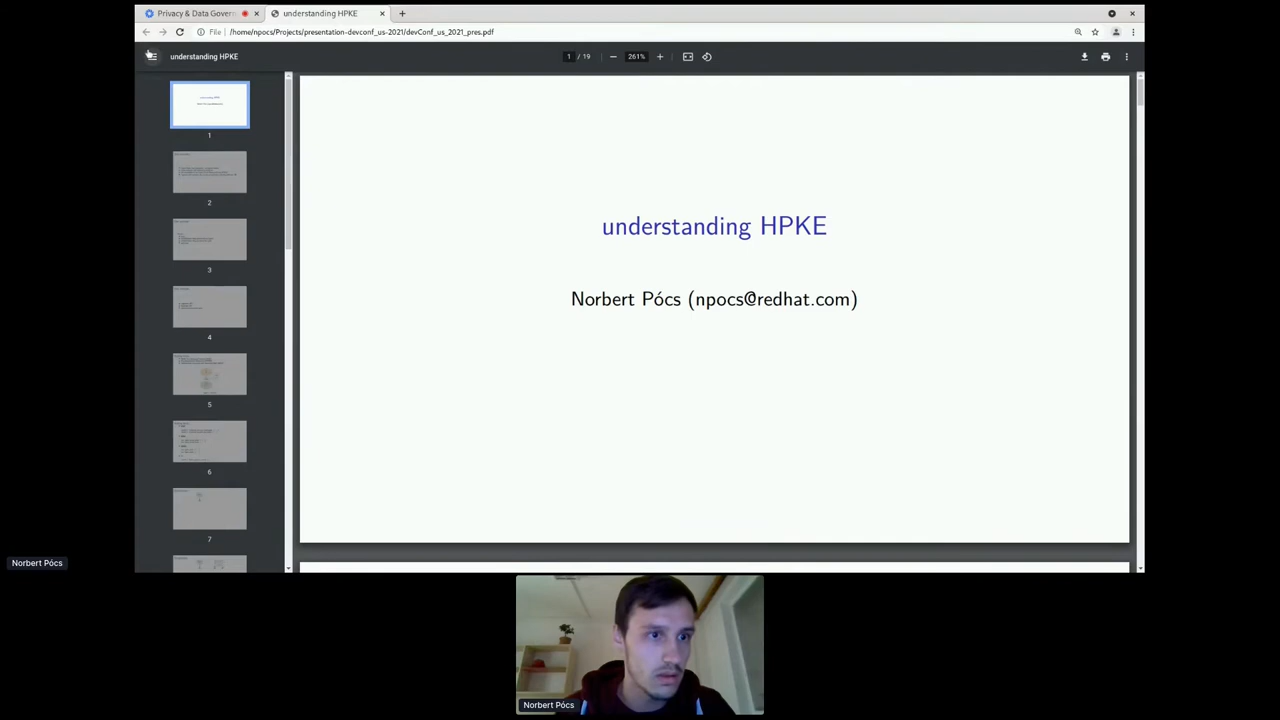 Privacy & Data Gover
understanding HPKE
File
/home/npocs/Projects/presentation-devconf_us-2021/devConf_us_2021_pres.pdf
understanding HPKE
1 / 19
261%
1
2
3
4
5
6
7
understanding HPKE
Norbert Pócs (npocs@redhat.com)
Norbert Pócs
Norbert Pócs